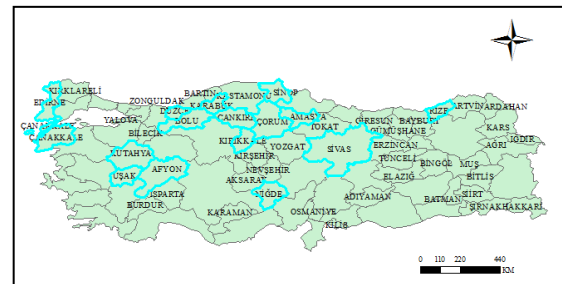 KIRKLARELİ
EDİRNE
ZONGULDAK
BARTIN
KASTAMONU
SİNOP
DÜZCE
KARABÜK
BOLU
ÇANKIRI
ÇORUM
AMASYA
TOKAT
GİRESUN
GÜMÜŞHANE
BAYBURT
RİZE
ARTVİN
ARDAHAN
KARS
IĞDIR
AĞRI
ÇANAKKALE
YALOVA
BİLECİK
KIRIKKALE
YOZGAT
SİVAS
ERZİNCAN
TUNCELİ
BİNGÖL
MUŞ
KÜTAHYA
KIRŞEHİR
NEVŞEHİR
ELAZIĞ
BİTLİS
UŞAK
AFYON
AKSARAY
NİĞDE
ADIYAMAN
BATMAN
SİİRT
ISPARTA
BURDUR
KARAMAN
OSMANİYE
KİLİS
ŞIRNAK
HAKKARİ
0 110 220 440
KM